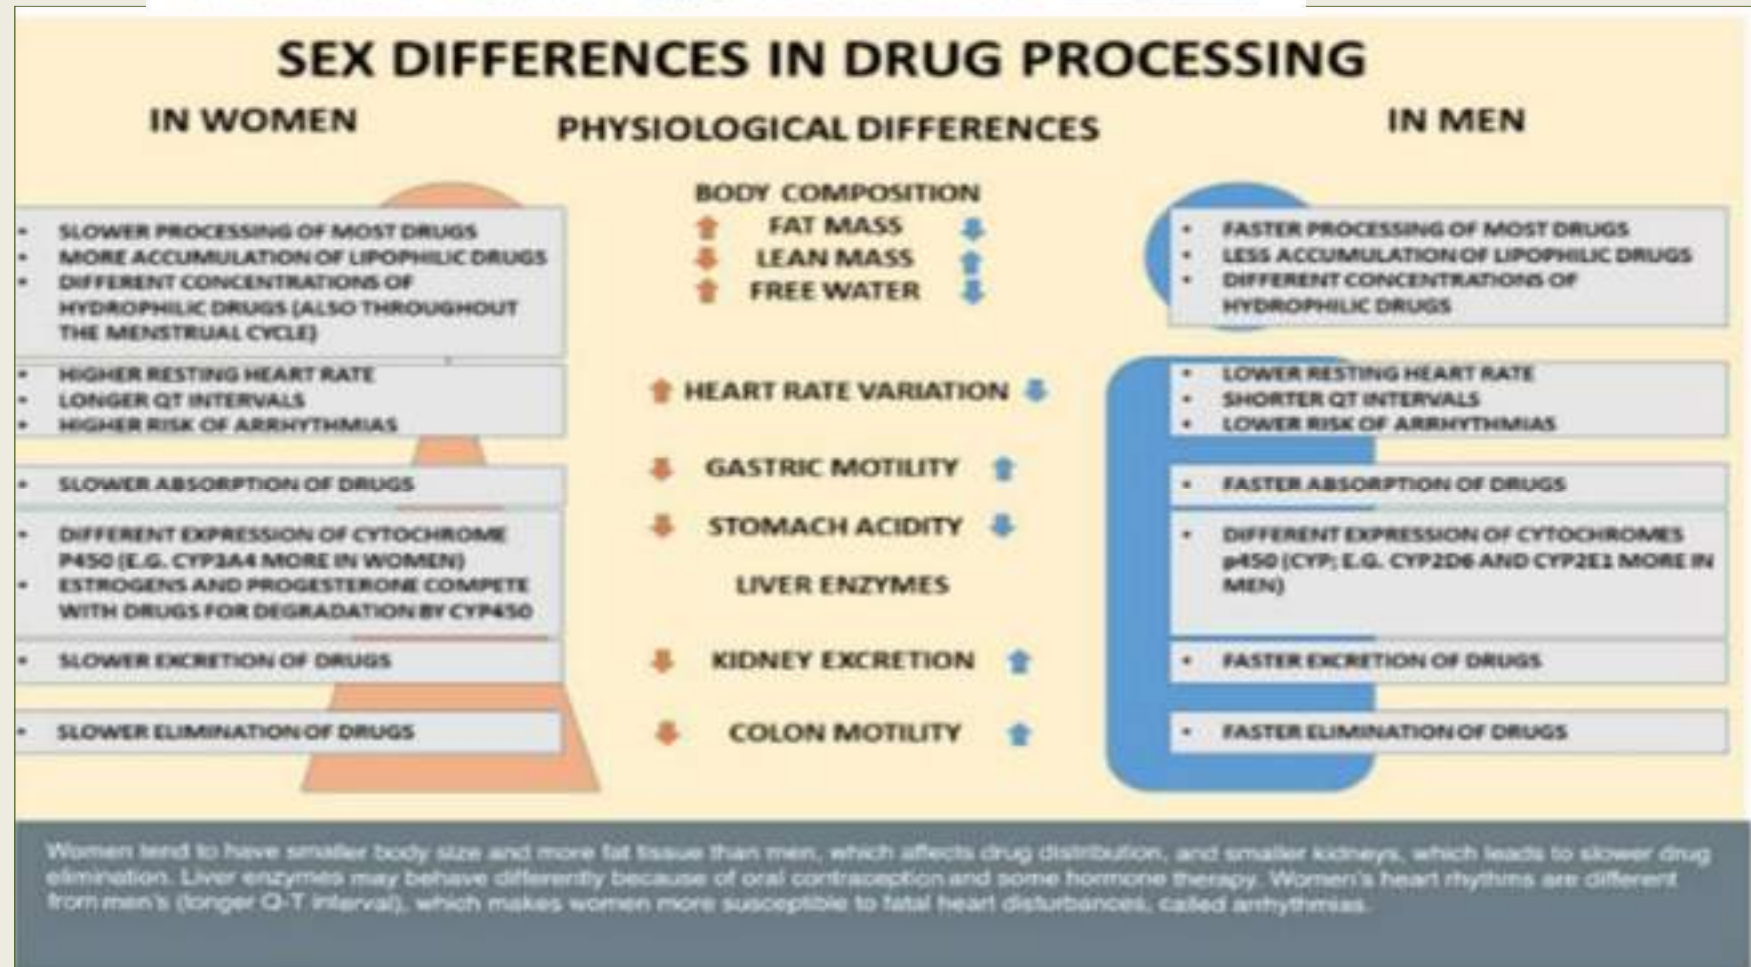 SEX DIFFERENCES IN DRUG PROCESSING
IN WOMEN
PHYSIOLOGICAL DIFFERENCES
IN MEN
• SLOWER PROCESSING OF MOST DRUGS
• MORE ACCUMULATION OF LIPOPHILIC DRUGS
• DIFFERENT CONCENTRATIONS OF
HYDROPHILIC DRUGS (ALSO THROUGHOUT
THE MENSTRUAL CYCLE)
• HIGHER RESTING HEART RATE
• LONGER QT INTERVALS
• HIGHER RISK OF ARRHYTHMIAS
• SLOWER ABSORPTION OF DRUGS
• DIFFERENT EXPRESSION OF CYTOCHROME
P450 (E.G. CYP3A4 MORE IN WOMEN)
• ESTROGENS AND PROGESTERONE COMPETE
WITH DRUGS FOR DEGRADATION BY CYP450
• SLOWER EXCRETION OF DRUGS
• SLOWER ELIMINATION OF DRUGS
BODY COMPOSITION
FAT MASS
LEAN MASS
FREE WATER
HEART RATE VARIATION
GASTRIC MOTILITY
STOMACH ACIDITY
LIVER ENZYMES
KIDNEY EXCRETION
COLON MOTILITY
• FASTER PROCESSING OF MOST DRUGS
• LESS ACCUMULATION OF LIPOPHILIC DRUGS
• DIFFERENT CONCENTRATIONS OF
HYDROPHILIC DRUGS
• LOWER RESTING HEART RATE
• SHORTER QT INTERVALS
• LOWER RISK OF ARRHYTHMIAS
• FASTER ABSORPTION OF DRUGS
• DIFFERENT EXPRESSION OF CYTOCHROMES
p450 (CYP; E.G. CYP2D6 AND CYP2E1 MORE IN
MEN)
• FASTER EXCRETION OF DRUGS
• FASTER ELIMINATION OF DRUGS
Women tend to have smaller body size and more fat tissue than men, which affects drug distribution, and smaller kidneys, which leads to slower drug
elimination. Liver enzymes may behave differently because of oral contraception and some hormone therapy. Women's heart rhythms are different
from men's (longer Q-T interval), which makes women more susceptible to fatal heart disturbances, called arrhythmias.